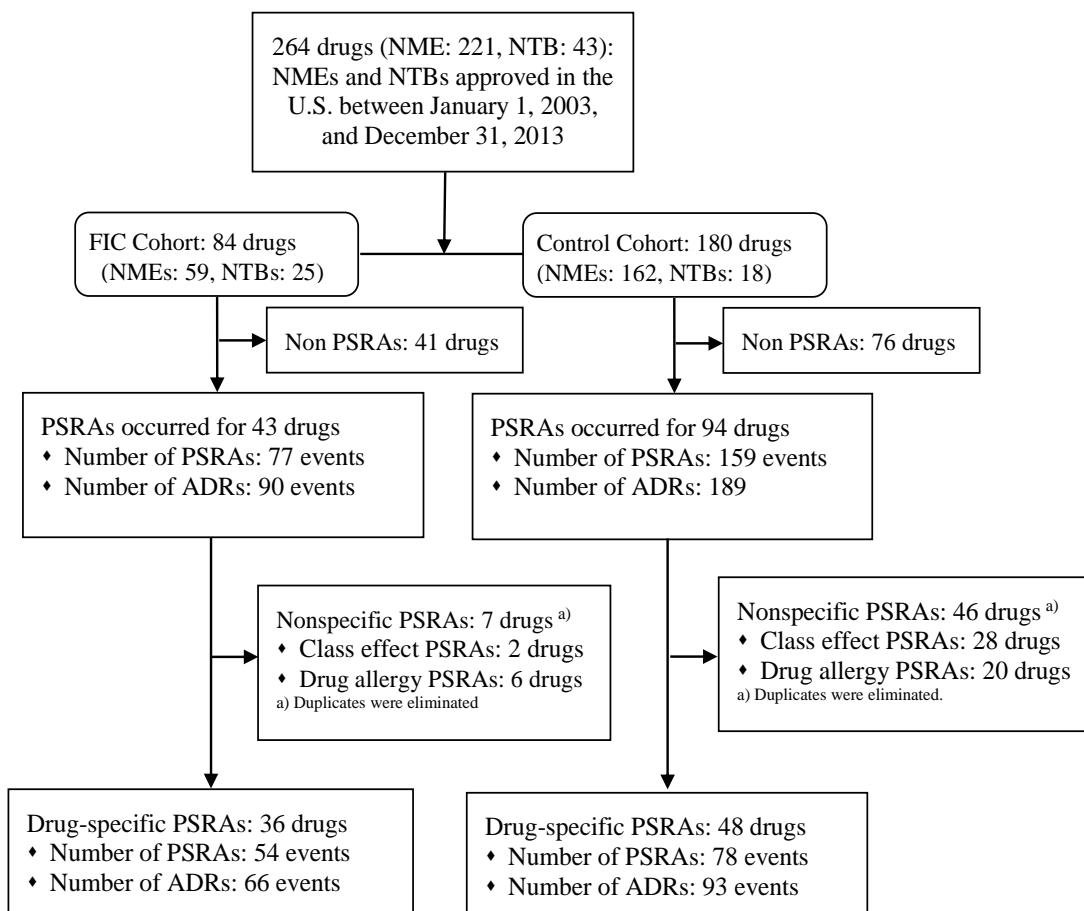 264 drugs (NME: 221, NTB: 43):
NMEs and NTBs approved in the
U.S. between January 1, 2003,
and December 31, 2013
FIC Cohort: 84 drugs
(NMEs: 59, NTBs: 25)
Control Cohort: 180 drugs
(NMEs: 162, NTBs: 18)
Non PSRAs: 41 drugs
Non PSRAs: 76 drugs
PSRAs occurred for 43 drugs
♦ Number of PSRAs: 77 events
♦ Number of ADRs: 90 events
PSRAs occurred for 94 drugs
♦ Number of PSRAs: 159 events
♦ Number of ADRs: 189
Nonspecific PSRAs: 7 drugs a)
♦ Class effect PSRAs: 2 drugs
♦ Drug allergy PSRAs: 6 drugs
a) Duplicates were eliminated
Nonspecific PSRAs: 46 drugs a)
♦ Class effect PSRAs: 28 drugs
♦ Drug allergy PSRAs: 20 drugs
a) Duplicates were eliminated.
Drug-specific PSRAs: 36 drugs
♦ Number of PSRAs: 54 events
♦ Number of ADRs: 66 events
Drug-specific PSRAs: 48 drugs
♦ Number of PSRAs: 78 events
♦ Number of ADRs: 93 events